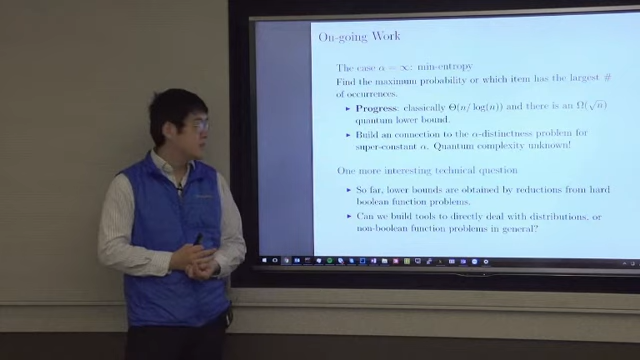 On-going Work
The case α = ∞: min-entropy
Find the maximum probability or which item has the largest #
of occurrences.
▸ Progress: classically Θ(n/ log(n)) and there is an Ω(√n)
quantum lower bound.
▸ Build an connection to the α-distinctness problem for
super-constant α. Quantum complexity unknown!
One more interesting technical question
▸ So far, lower bounds are obtained by reductions from hard
boolean function problems.
▸ Can we build tools to directly deal with distributions, or
non-boolean function problems in general?